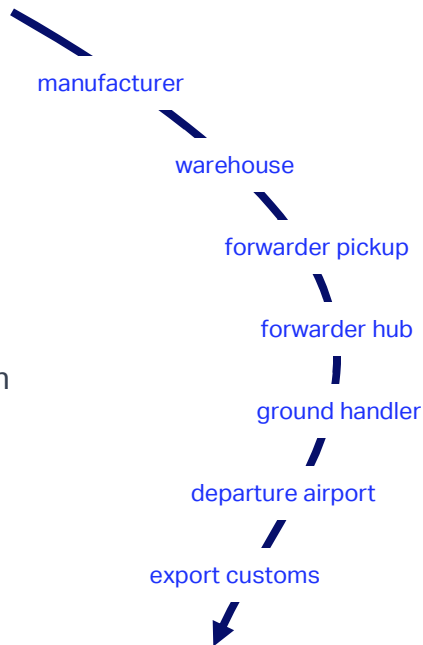 manufacturer
warehouse
forwarder pickup
forwarder hub
ground handler
departure airport
export customs